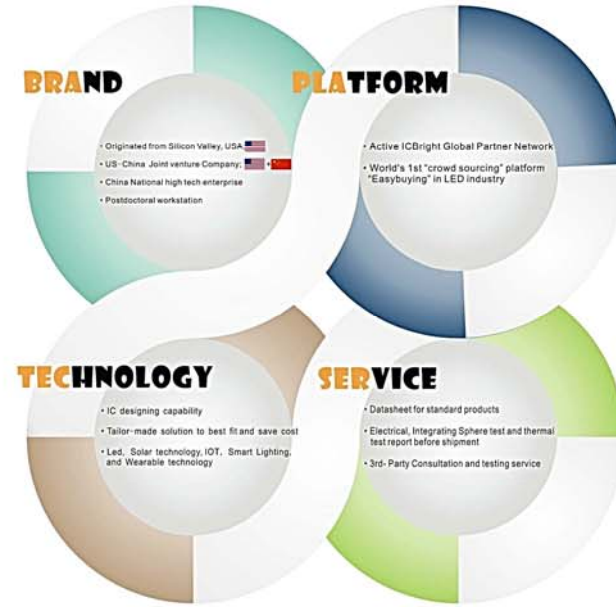 BRAND
• Originated from Silicon Valley, USA
• US-China Joint venture Company;
• China National high tech enterprise
• Postdoctoral workstation
PLATFORM
• Active ICBright Global Partner Network
• World's 1st "crowd sourcing" platform
"Easybuying" in LED industry
TECHNOLOGY
• IC designing capability
• Tailor-made solution to best fit and save cost
• Led, Solar technology, IOT, Smart Lighting,
and Wearable technology
SERVICE
• Datasheet for standard products
• Electrical, Integrating Sphere test and thermal
test report before shipment
• 3rd- Party Consultation and testing service